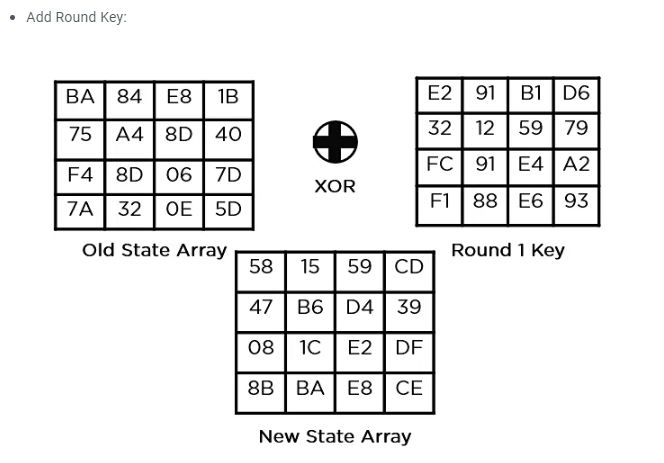 Add Round Key:
BA 84 E8 1B
75 A4 8D 40
F4 8D 06 7D
7A 32 0E 5D
Old State Array
XOR
E2 91 B1 D6
32 12 59 79
FC 91 E4 A2
F1 88 E6 93
Round 1 Key
58 15 59 CD
47 B6 D4 39
08 1C E2 DF
8B BA E8 CE
New State Array